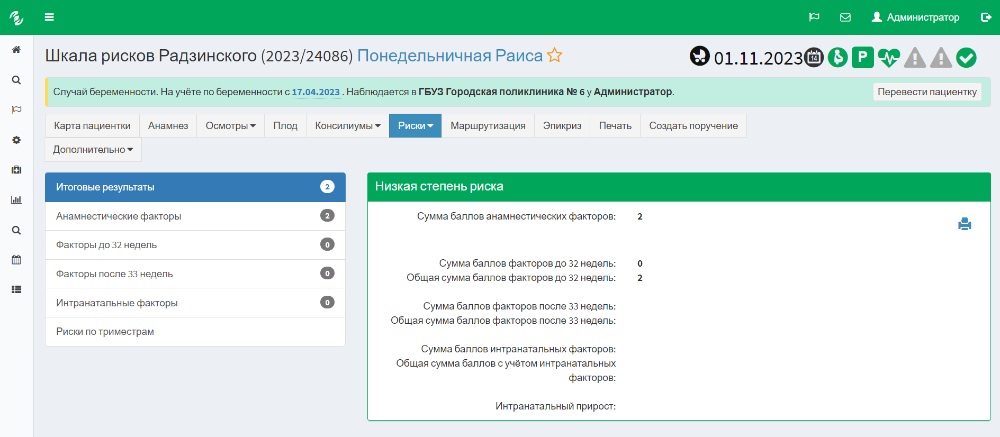 Администратор
Шкала рисков Радзинского (2023/24086) Понедельничная Раиса
01.11.2023
14
P
Случай беременности. На учёте по беременности с 17.04.2023 . Наблюдается в ГБУЗ Городская поликлиника № 6 у Администратор.
Перевести пациентку
Карта пациентки
Анамнез
Осмотры
Плод
Консилиумы
Риски
Маршрутизация
Эпикриз
Печать
Создать поручение
Дополнительно
Итоговые результаты 2
Анамнестические факторы 2
Факторы до 32 недель 0
Факторы после 33 недель 0
Интранатальные факторы 0
Риски по триместрам
Низкая степень риска
Сумма баллов анамнестических факторов: 2
Сумма баллов факторов до 32 недель: 0
Общая сумма баллов факторов до 32 недель: 2
Сумма баллов факторов после 33 недель:
Общая сумма баллов факторов после 33 недель:
Сумма баллов интранатальных факторов:
Общая сумма баллов с учётом интранатальных
факторов:
Интранатальный прирост: